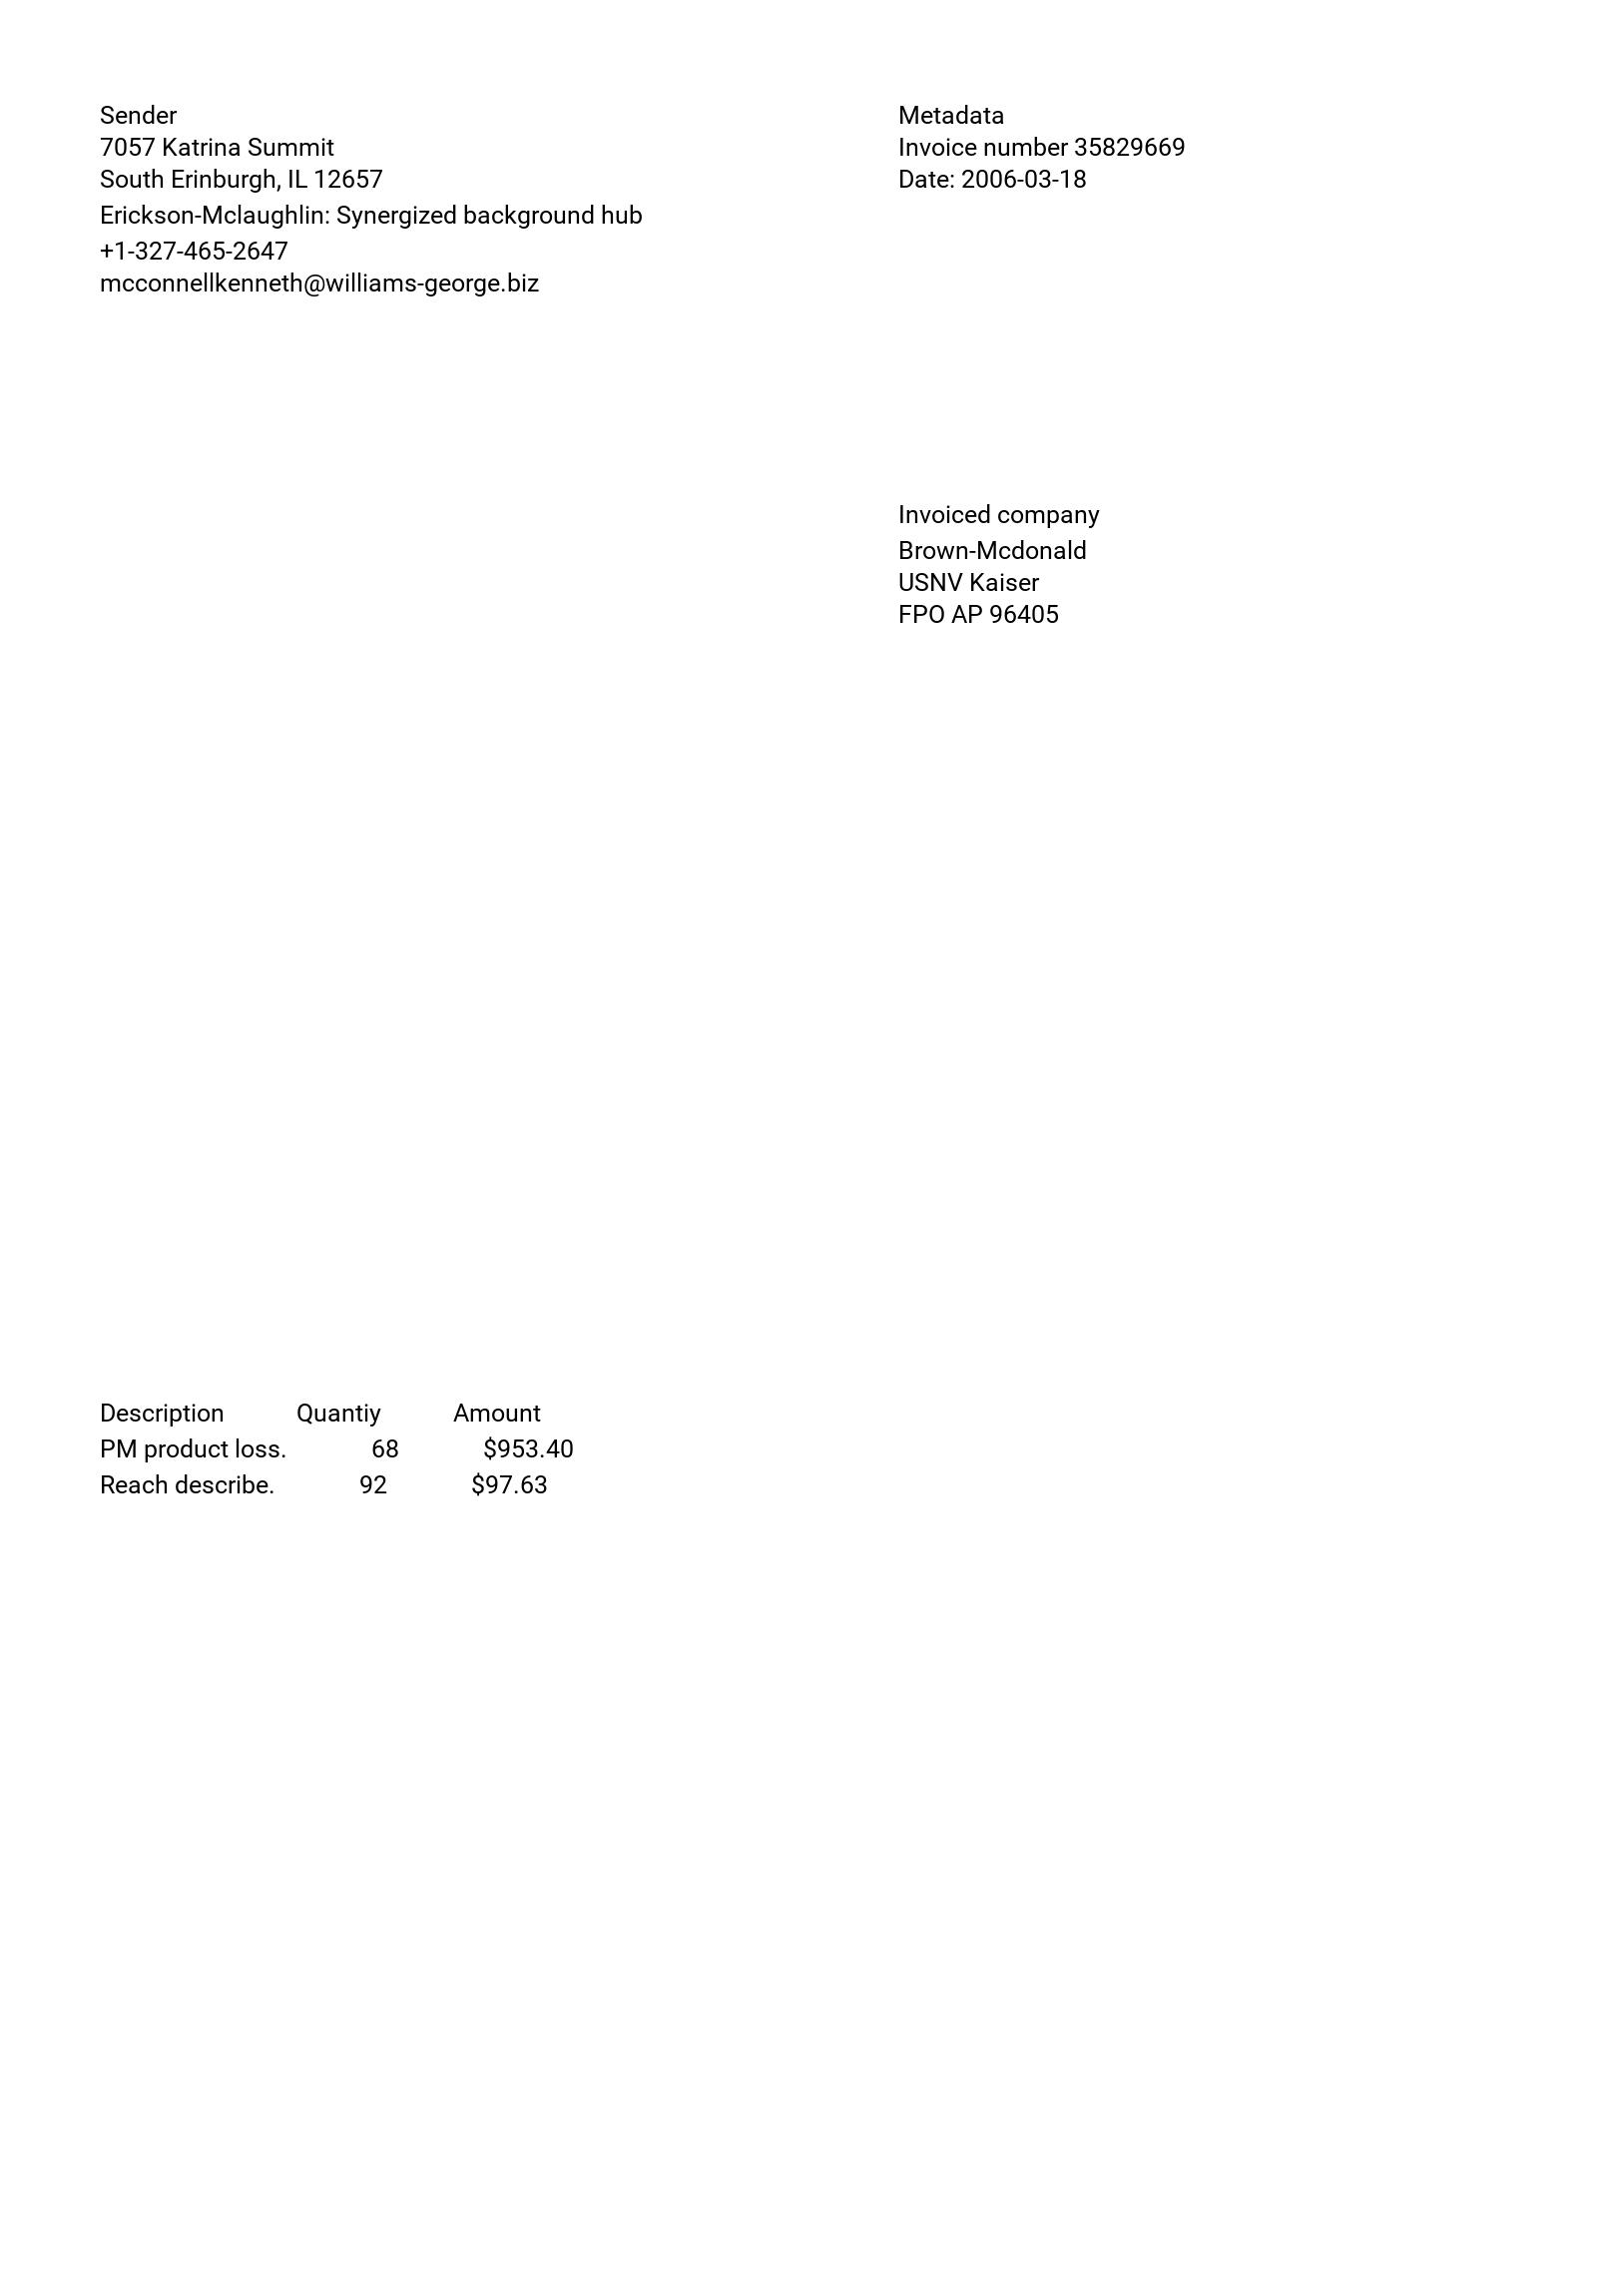 Sender
7057 Katrina Summit
South Erinburgh, IL 12657
Erickson-Mclaughlin: Synergized background hub
+1-327-465-2647
mcconnellkenneth@williams-george.biz
Metadata
Invoice number 35829669
Date: 2006-03-18
Invoiced company
Brown-Mcdonald
USNV Kaiser
FPO AP 96405
Description Quantiy Amount
PM product loss. 68 $953.40
Reach describe. 92 $97.63